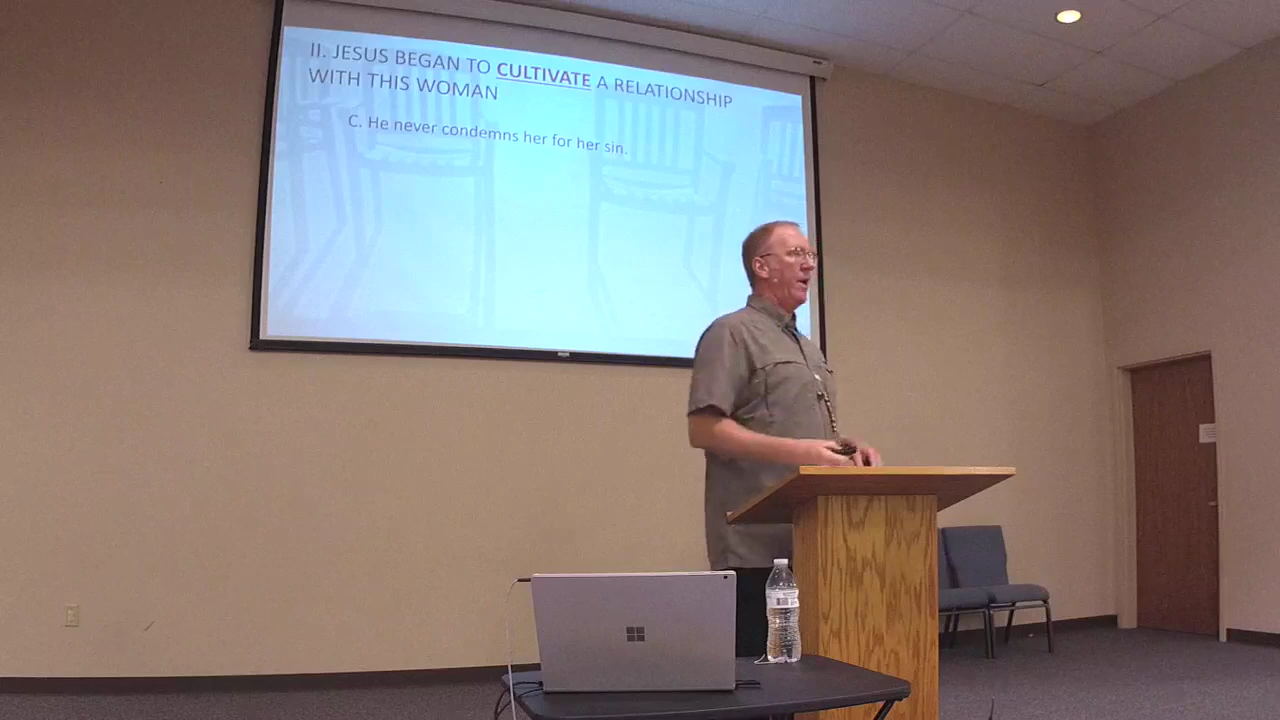 II. JESUS BEGAN TO CULTIVATE A RELATIONSHIP
WITH THIS WOMAN
C. He never condemns her for her sin.